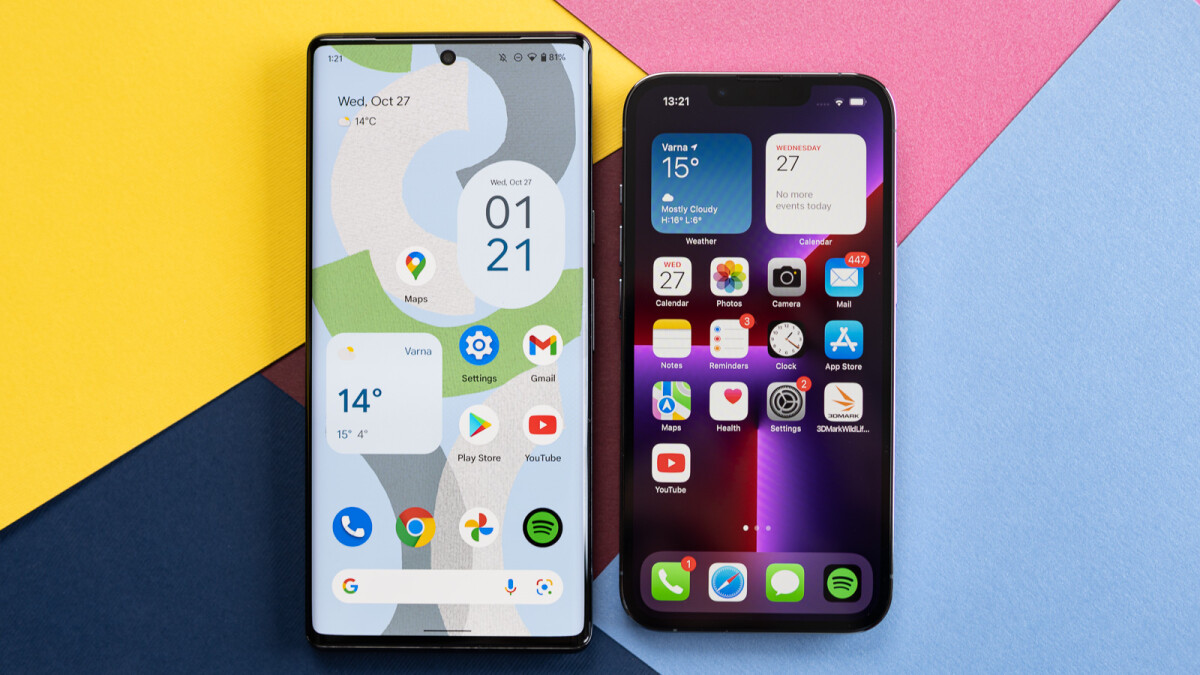 1:21
81%
Wed, Oct 27
14°C
Wed, Oct 27
01
21
Maps
Settings
Gmail
Varna
14°
15° 4°
Play Store
YouTube
G
13:21
Varna
15°
Mostly Cloudy
H:16° L:6°
Weather
WEDNESDAY
27
No more
events today
Calendar
WED
27
Calendar
Photos
Camera
447
Mail
Notes
3
Reminders
Clock
App Store
Maps
Health
2
Settings
3DMARK
3DMarkWildLif...
YouTube
1